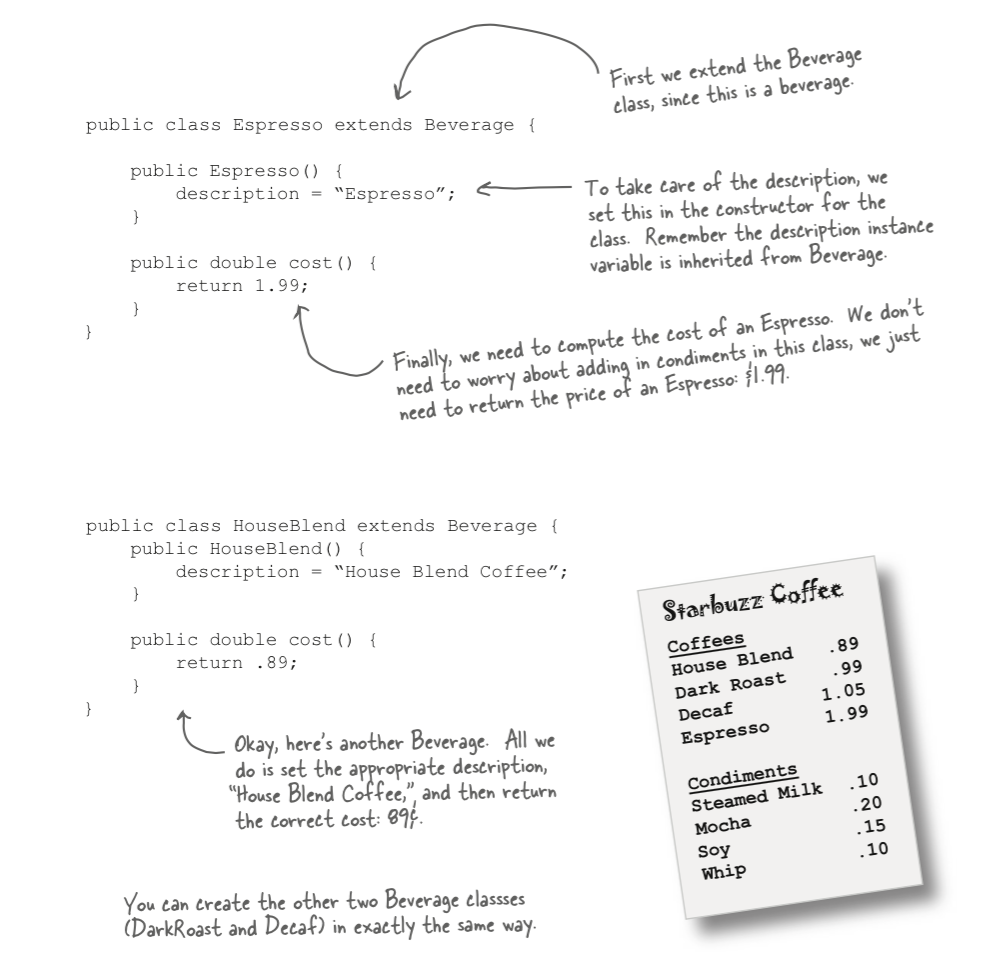 First we extend the Beverage
class, since this is a beverage.
public class Espresso extends Beverage {
public Espresso() {
description = “Espresso”;
}
To take care of the description, we
set this in the constructor for the
class. Remember the description instance
variable is inherited from Beverage.
public double cost() {
return 1.99;
}
}
Finally, we need to compute the cost of an Espresso. We don't
need to worry about adding in condiments in this class, we just
need to return the price of an Espresso: $1.99.
public class HouseBlend extends Beverage {
public HouseBlend() {
description = “House Blend Coffee”;
}
public double cost() {
return .89;
}
}
Okay, here's another Beverage. All we
do is set the appropriate description,
“House Blend Coffee,”, and then return
the correct cost: 89¢.
You can create the other two Beverage classses
(DarkRoast and Decaf) in exactly the same way.
Starbuzz Coffee
Coffees
House Blend .89
Dark Roast .99
Decaf 1.05
Espresso 1.99
Condiments
Steamed Milk .10
Mocha .20
Soy .15
Whip .10